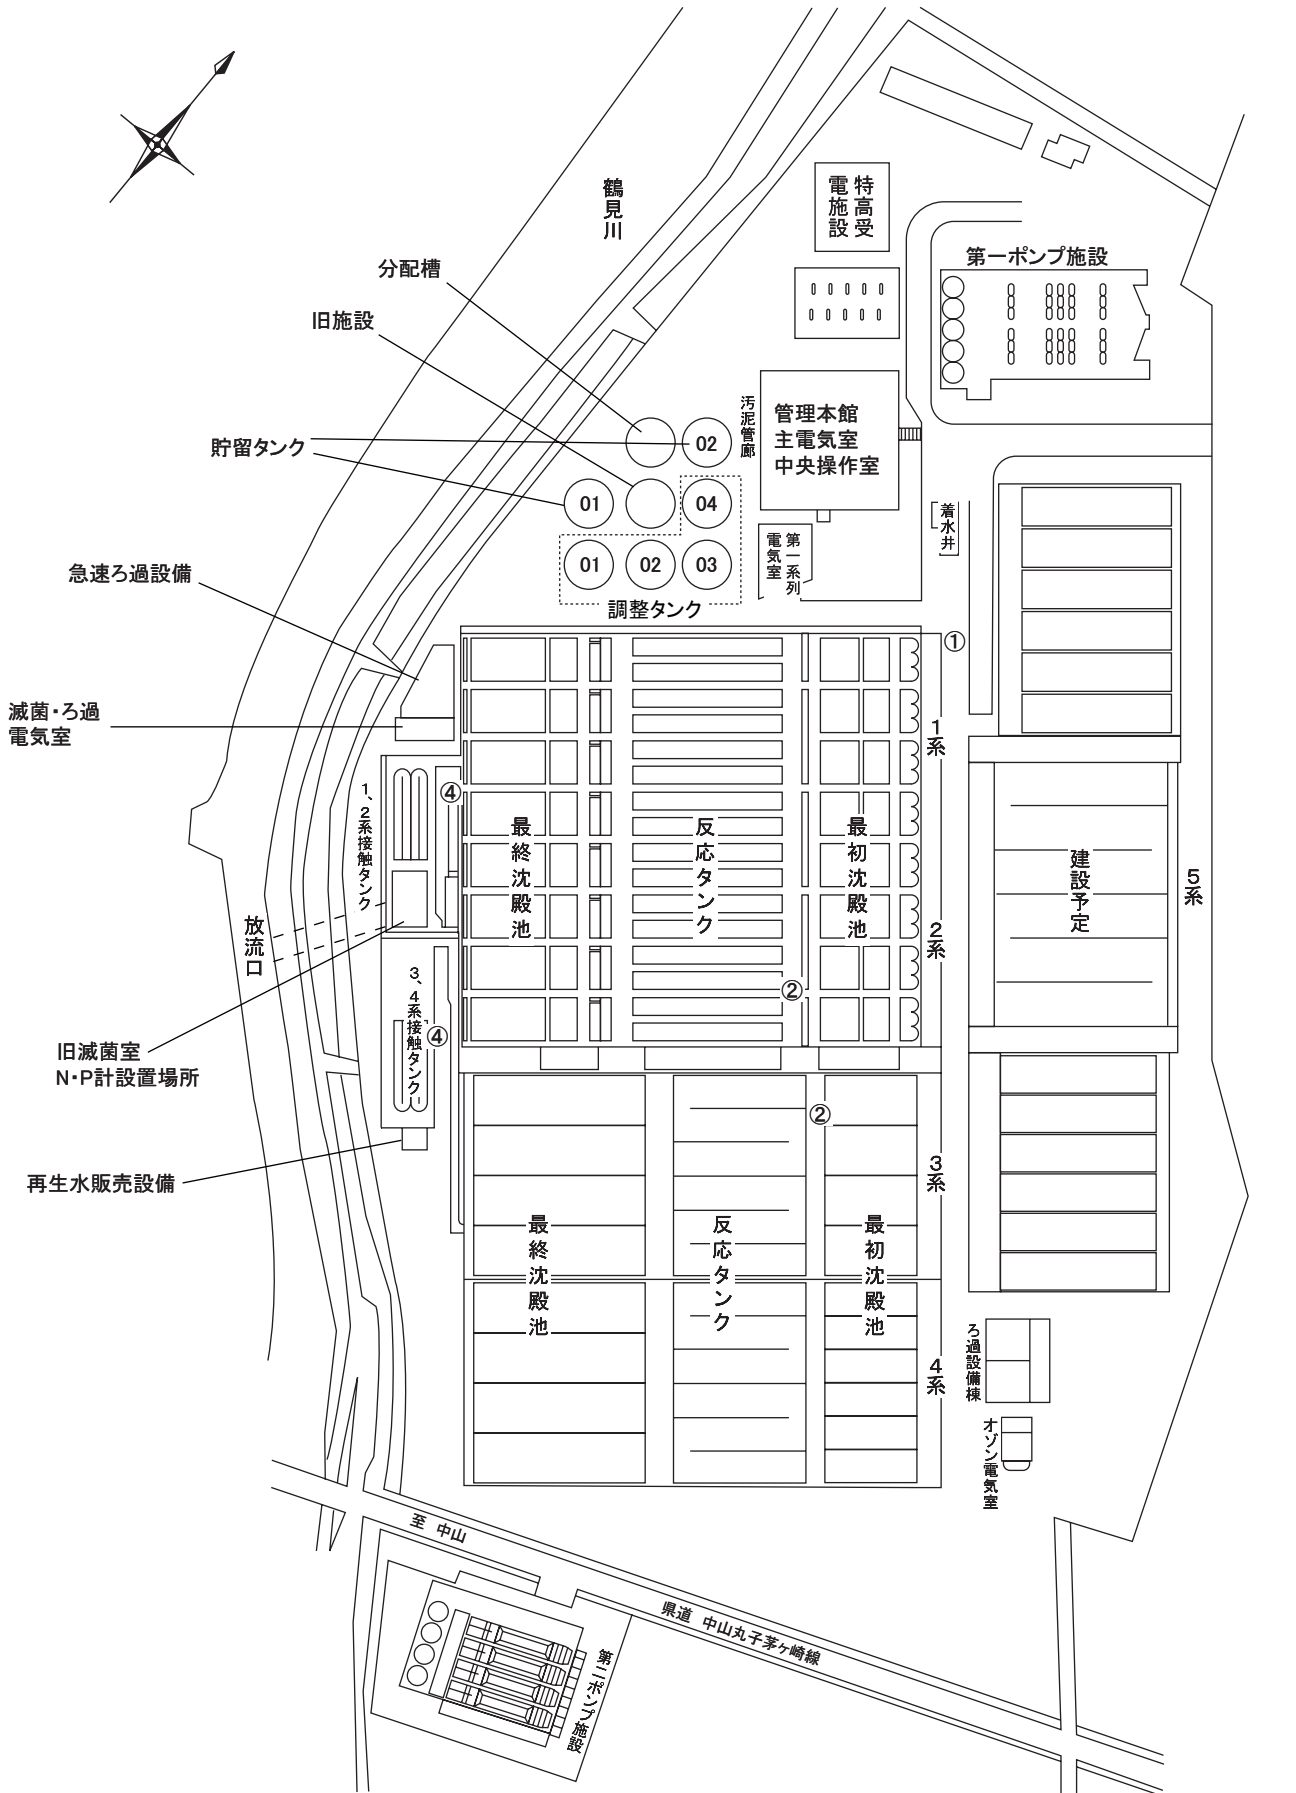 鶴見川
特高受
電施設
分配槽
第一ポンプ施設
旧施設
貯留タンク
汚泥管廊
管理本館
主電気室
中央操作室
02
01
04
01
02
03
調整タンク
第一系列
電気室
着水井
急速ろ過設備
滅菌・ろ過
電気室
①
1系
1、2系接触タンク
④
最終沈殿池
反応タンク
最初沈殿池
2系
建設予定
5系
放流口
②
3、4系接触タンク
④
旧滅菌室
N・P計設置場所
②
再生水販売設備
3系
最終沈殿池
反応タンク
最初沈殿池
4系
ろ過設備棟
オゾン電気室
至 中山
県道 中山丸子茅ヶ崎線
第二ポンプ施設